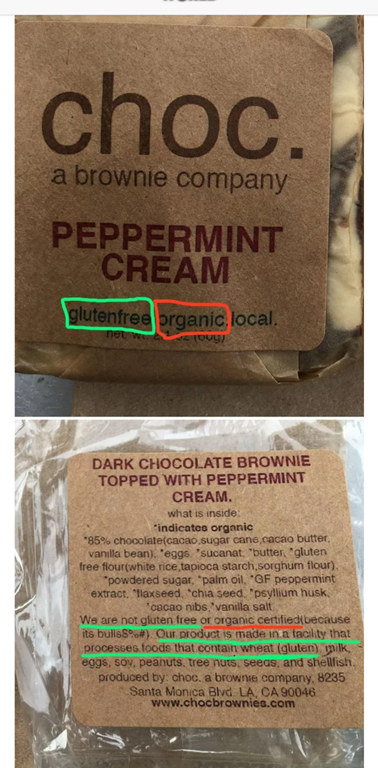 choc.
a brownie company
PEPPERMINT
CREAM
glutenfree organic local.
net. wt. oz (60g)
DARK CHOCOLATE BROWNIE
TOPPED WITH PEPPERMINT
CREAM.
what is inside:
*indicates organic
*85% chocolate(cacao,sugar cane,cacao butter,
vanilla bean), *eggs, *sucanat, *butter, *gluten
free flour(white rice,tapioca starch,sorghum flour),
*powdered sugar, *palm oil, *GF peppermint
extract, *flaxseed, *chia seed, *psyllium husk,
*cacao nibs,*vanilla salt
We are not gluten free or organic certified(because
its bullsS%#). Our product is made in a facility that
processes foods that contain wheat (gluten), milk,
eggs, soy, peanuts, tree nuts, seeds, and shellfish.
produced by: choc. a brownie company, 8235
Santa Monica Blvd. LA, CA 90046
www.chocbrownies.com